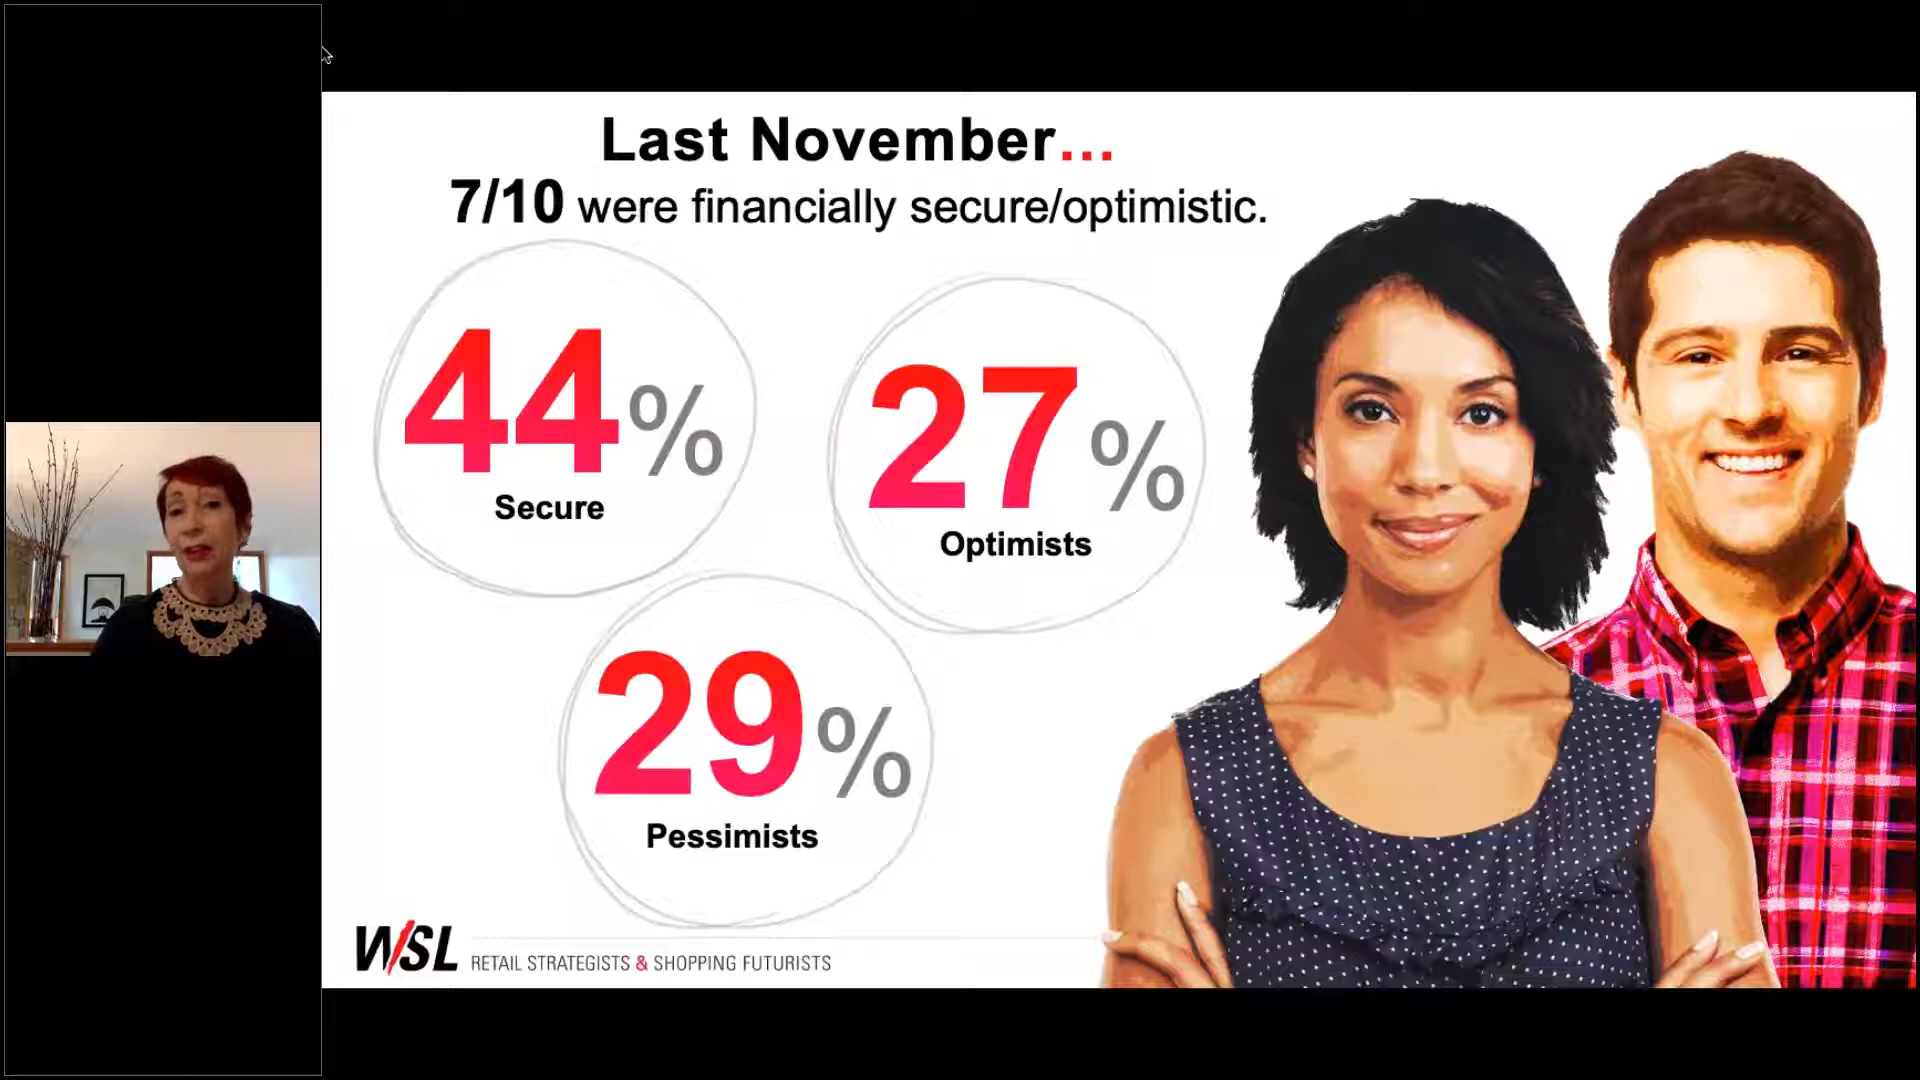 Last November...
7/10 were financially secure/optimistic.
44%
Secure
27%
Optimists
29%
Pessimists
WSL RETAIL STRATEGISTS & SHOPPING FUTURISTS